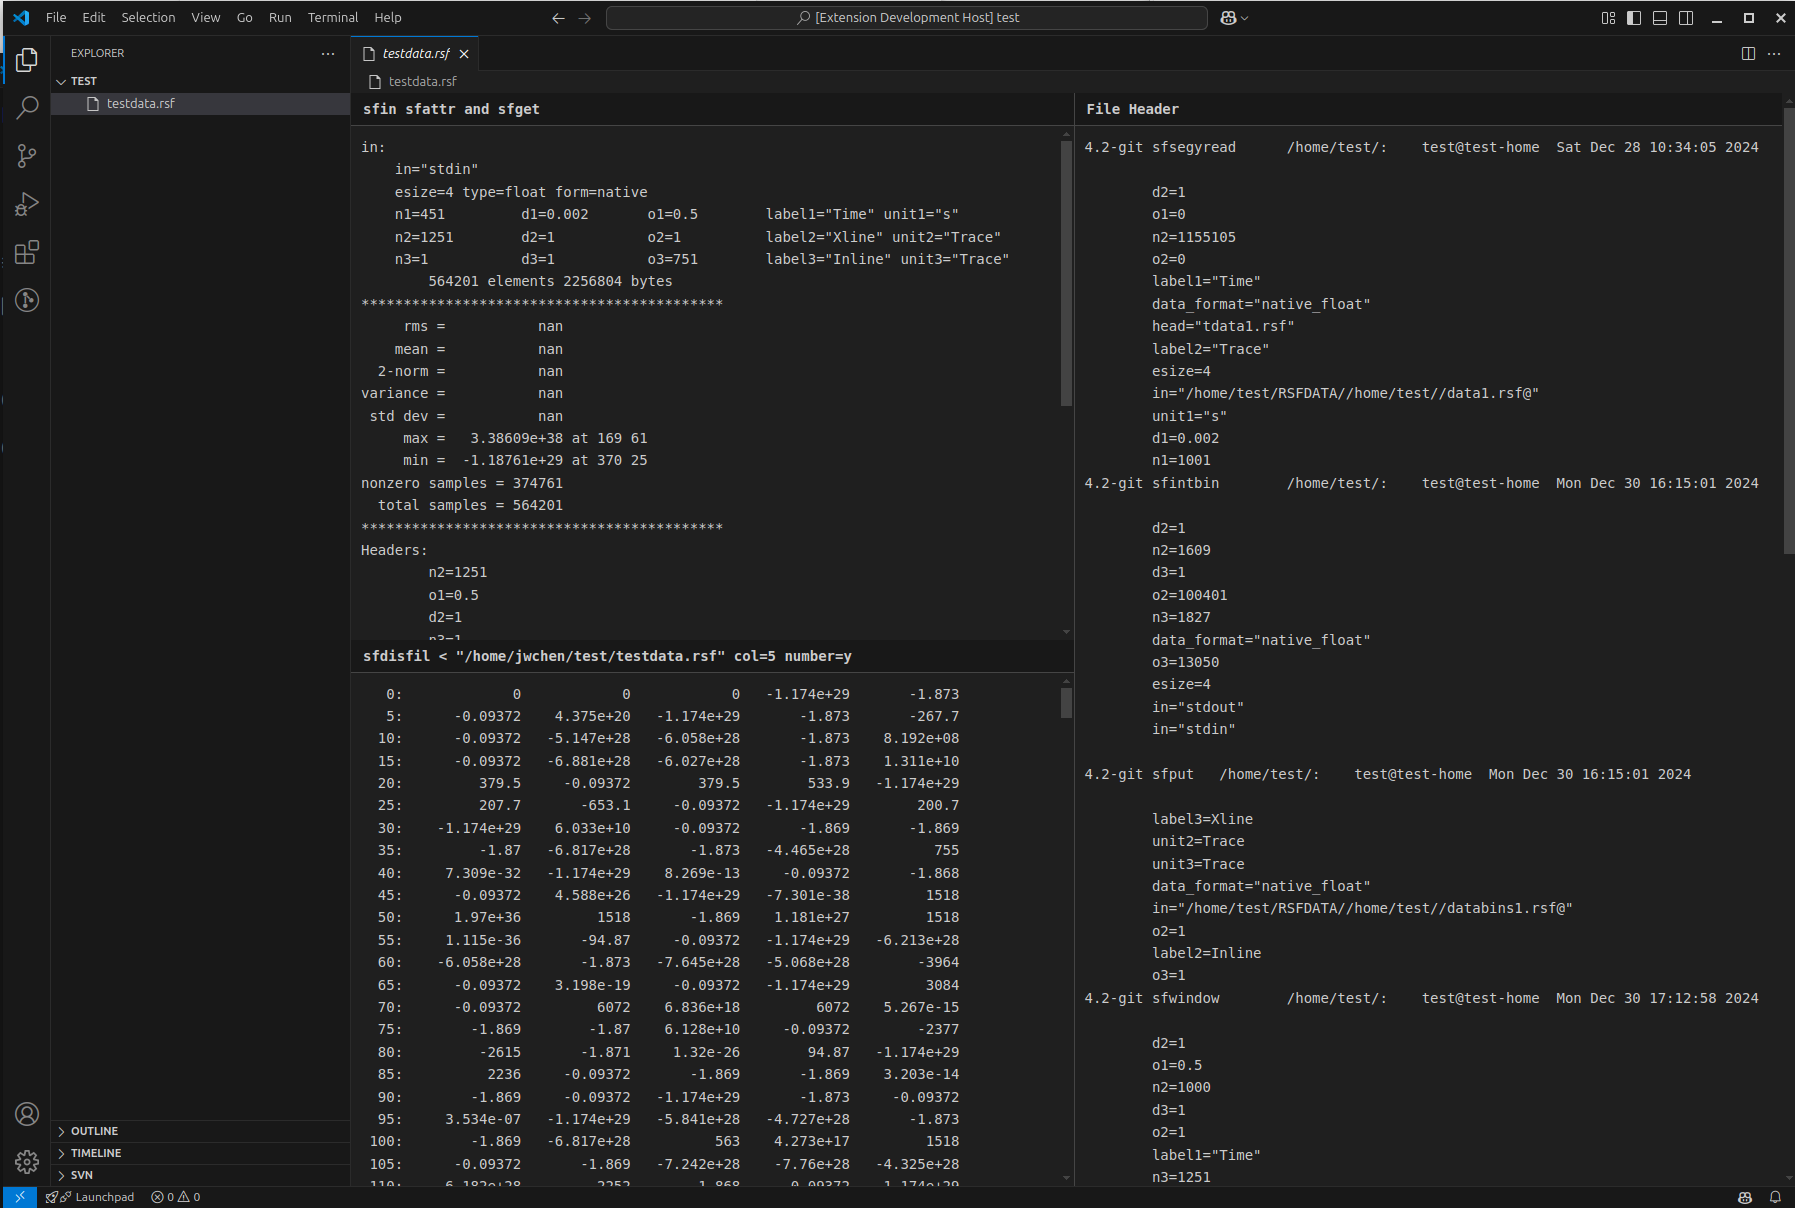 File Edit Selection View Go Run Terminal Help
[Extension Development Host] test
EXPLORER
TEST
testdata.rsf
OUTLINE
TIMELINE
SVN
testdata.rsf
testdata.rsf
sfin sfattr and sfget
in:
in="stdin"
esize=4 type=float form=native
n1=451 d1=0.002 o1=0.5 label1="Time" unit1="s"
n2=1251 d2=1 o2=1 label2="Xline" unit2="Trace"
n3=1 d3=1 o3=751 label3="Inline" unit3="Trace"
564201 elements 2256804 bytes
*******************************************
rms = nan
mean = nan
2-norm = nan
variance = nan
std dev = nan
max = 3.38609e+38 at 169 61
min = -1.18761e+29 at 370 25
nonzero samples = 374761
total samples = 564201
*******************************************
Headers:
n2=1251
o1=0.5
d2=1
n3=1
sfdisfil < "/home/jwchen/test/testdata.rsf" col=5 number=y
0: 0 0 0 -1.174e+29 -1.873
5: -0.09372 4.375e+20 -1.174e+29 -1.873 -267.7
10: -0.09372 -5.147e+28 -6.058e+28 -1.873 8.192e+08
15: -0.09372 -6.881e+28 -6.027e+28 -1.873 1.311e+10
20: 379.5 -0.09372 379.5 533.9 -1.174e+29
25: 207.7 -653.1 -0.09372 -1.174e+29 200.7
30: -1.174e+29 6.033e+10 -0.09372 -1.869 -1.869
35: -1.87 -6.817e+28 -1.873 -4.465e+28 755
40: 7.309e-32 -1.174e+29 8.269e-13 -0.09372 -1.868
45: -0.09372 4.588e+26 -1.174e+29 -7.301e-38 1518
50: 1.97e+36 1518 -1.869 1.181e+27 1518
55: 1.115e-36 -94.87 -0.09372 -1.174e+29 -6.213e+28
60: -6.058e+28 -1.873 -7.645e+28 -5.068e+28 -3964
65: -0.09372 3.198e-19 -0.09372 -1.174e+29 3084
70: -0.09372 6072 6.836e+18 6072 5.267e-15
75: -1.869 -1.87 6.128e+10 -0.09372 -2377
80: -2615 -1.871 1.32e-26 94.87 -1.174e+29
85: 2236 -0.09372 -1.869 -1.869 3.203e-14
90: -1.869 -0.09372 -1.174e+29 -1.873 -0.09372
95: 3.534e-07 -1.174e+29 -5.841e+28 -4.727e+28 -1.873
100: -1.869 -6.817e+28 563 4.273e+17 1518
105: -0.09372 -1.869 -7.242e+28 -7.76e+28 -4.325e+28
File Header
4.2-git sfsegyread /home/test/: test@test-home Sat Dec 28 10:34:05 2024
d2=1
o1=0
n2=1155105
o2=0
label1="Time"
data_format="native_float"
head="tdata1.rsf"
label2="Trace"
esize=4
in="/home/test/RSFDATA//home/test//data1.rsf@"
unit1="s"
d1=0.002
n1=1001
4.2-git sfintbin /home/test/: test@test-home Mon Dec 30 16:15:01 2024
d2=1
n2=1609
d3=1
o2=100401
n3=1827
data_format="native_float"
o3=13050
esize=4
in="stdout"
in="stdin"
4.2-git sfput /home/test/: test@test-home Mon Dec 30 16:15:01 2024
label3=Xline
unit2=Trace
unit3=Trace
data_format="native_float"
in="/home/test/RSFDATA//home/test//databins1.rsf@"
o2=1
label2=Inline
o3=1
4.2-git sfwindow /home/test/: test@test-home Mon Dec 30 17:12:58 2024
d2=1
o1=0.5
n2=1000
d3=1
o2=1
label1="Time"
n3=1251
Launchpad 0 0